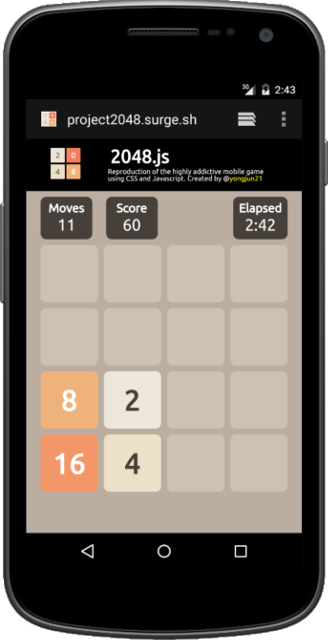 3G 2:43
project2048.surge.sh
2 0
4 8
2048.js
Reproduction of the highly addictive mobile game
using CSS and Javascript. Created by @yongjun21
Moves Score Elapsed
11 60 2:42
8 2
16 4